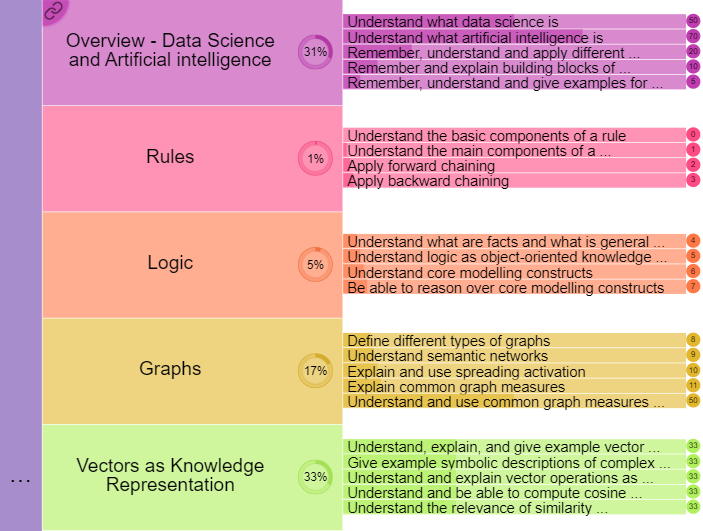 Overview - Data Science
and Artificial intelligence
31%
Understand what data science is 50
Understand what artificial intelligence is 70
Remember, understand and apply different ... 20
Remember and explain building blocks of ... 10
Remember, understand and give examples for ... 5
Rules
1%
Understand the basic components of a rule 0
Understand the main components of a ... 1
Apply forward chaining 2
Apply backward chaining 3
Logic
5%
Understand what are facts and what is general ... 4
Understand logic as object-oriented knowledge ... 5
Understand core modelling constructs 6
Be able to reason over core modelling constructs 7
Graphs
17%
Define different types of graphs 8
Understand semantic networks 9
Explain and use spreading activation 10
Explain common graph measures 11
Understand and use common graph measures ... 50
...
Vectors as Knowledge
Representation
33%
Understand, explain, and give example vector ... 33
Give example symbolic descriptions of complex ... 33
Understand and explain vector operations as ... 33
Understand and be able to compute cosine ... 33
Understand the relevance of similarity ... 33